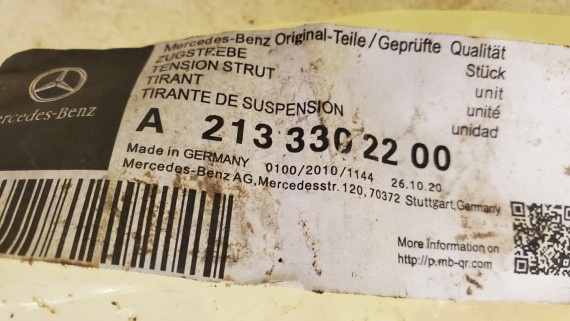 Mercedes-Benz Original-Teile/Geprüfte Qualität
ZUGSTREBE Stück
TENSION STRUT unit
TIRANT unité
TIRANTE DE SUSPENSIÓN unidad
A 213 330 22 00
Made in GERMANY 0100/2010/1144 26.10.20
Mercedes-Benz AG, Mercedesstr. 120, 70372 Stuttgart, Germany
ercedes-Benz
More Information on
http://p.mb-qr.com